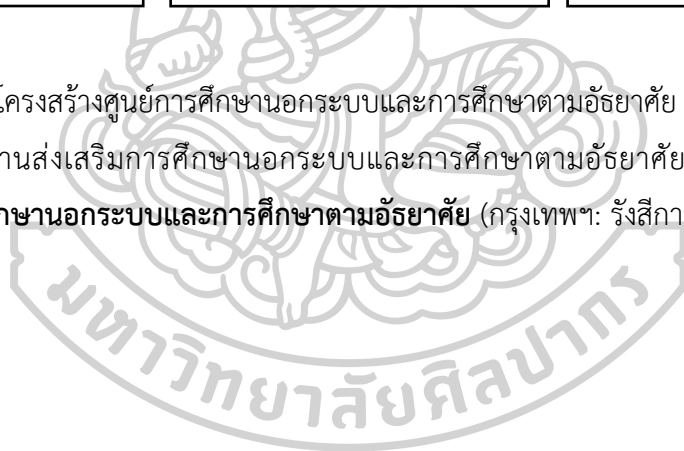 โครงสร้างศูนย์การศึกษานอกระบบและการศึกษาตามอัธยาศัย
านส่งเสริมการศึกษานอกระบบและการศึกษาตามอัธยาศัย
กษานอกระบบและการศึกษาตามอัธยาศัย (กรุงเทพฯ: รังสีกา
มหาวิทยาลัยศิลปากร